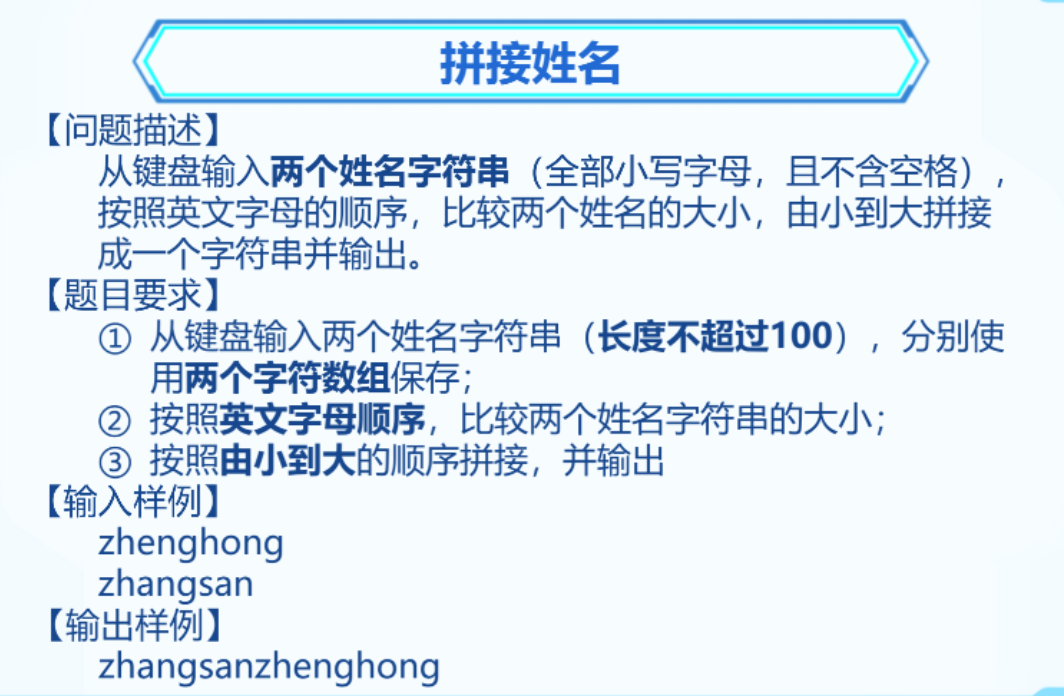 拼接姓名
【问题描述】
从键盘输入两个姓名字符串（全部小写字母，且不含空格），
按照英文字母的顺序，比较两个姓名的大小，由小到大拼接
成一个字符串并输出。
【题目要求】
① 从键盘输入两个姓名字符串（长度不超过100），分别使
用两个字符数组保存；
② 按照英文字母顺序，比较两个姓名字符串的大小；
③ 按照由小到大的顺序拼接，并输出
【输入样例】
zhenghong
zhangsan
【输出样例】
zhangsanzhenghong